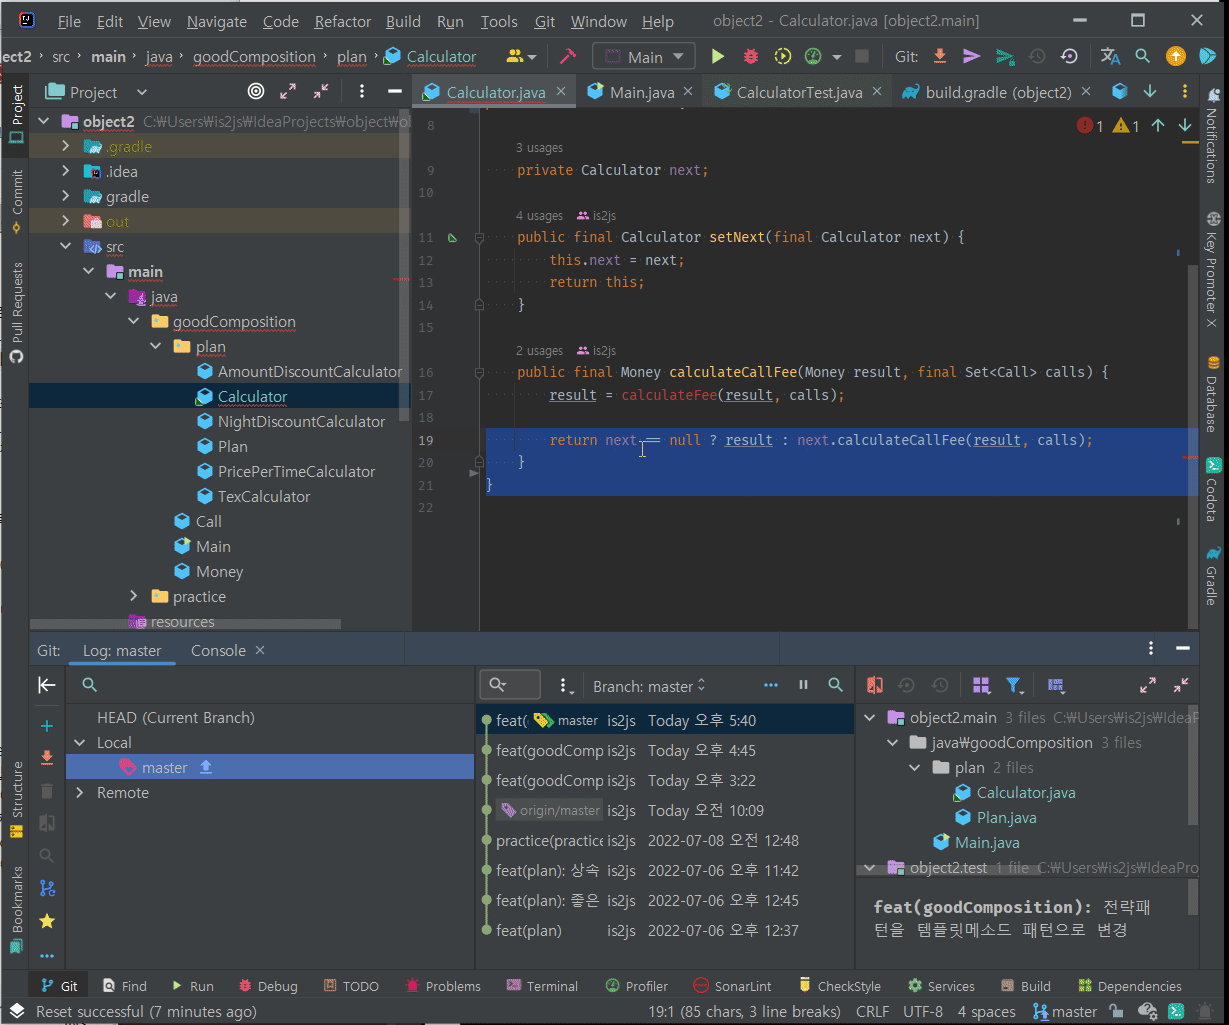 File Edit View Navigate Code Refactor Build Run Tools Git Window Help object2 - Calculator.java [object2.main]
ect2 › src › main › java › goodComposition › plan › Calculator Main Git:
Project
Calculator.java Main.java CalculatorTest.java build.gradle (object2)
object2 C:₩Users₩is2js₩IdeaProjects₩object₩ob
.gradle
.idea
gradle
out
src
main
java
goodComposition
plan
AmountDiscountCalculator
Calculator
NightDiscountCalculator
Plan
PricePerTimeCalculator
TexCalculator
Call
Main
Money
practice
resources
8
1 1
3 usages
9 private Calculator next;
10
4 usages is2js
11 public final Calculator setNext(final Calculator next) {
12 this.next = next;
13 return this;
14 }
15
2 usages is2js
16 public final Money calculateCallFee(Money result, final Set<Call> calls) {
17 result = calculateFee(result, calls);
18
19 return next == null ? result : next.calculateCallFee(result, calls);
20 }
21 }
22
Project
Commit
Pull Requests
Structure
Bookmarks
Notifications
Key Promoter X
Database
Codota
Gradle
Git: Log: master Console
HEAD (Current Branch)
Local
master
Remote
Branch: master
feat( master is2js Today 오후 5:40
feat(goodComp is2js Today 오후 4:45
feat(goodComp is2js Today 오후 3:22
origin/master is2js Today 오전 10:09
practice(practice is2js 2022-07-08 오전 12:48
feat(plan): 상속 is2js 2022-07-06 오후 11:42
feat(plan): 좋은 is2js 2022-07-06 오후 12:45
feat(plan) is2js 2022-07-06 오후 12:37
object2.main 3 files C:₩Users₩is2js₩IdeaP
java₩goodComposition 3 files
plan 2 files
Calculator.java
Plan.java
Main.java
object2.test 1 file C:₩Users₩is2js₩IdeaPro
feat(goodComposition): 전략패
턴을 템플릿메소드 패턴으로 변경
Git Find Run Debug TODO Problems Terminal Profiler SonarLint CheckStyle Services Build Dependencies
Reset successful (7 minutes ago) 19:1 (85 chars, 3 line breaks) CRLF UTF-8 4 spaces master